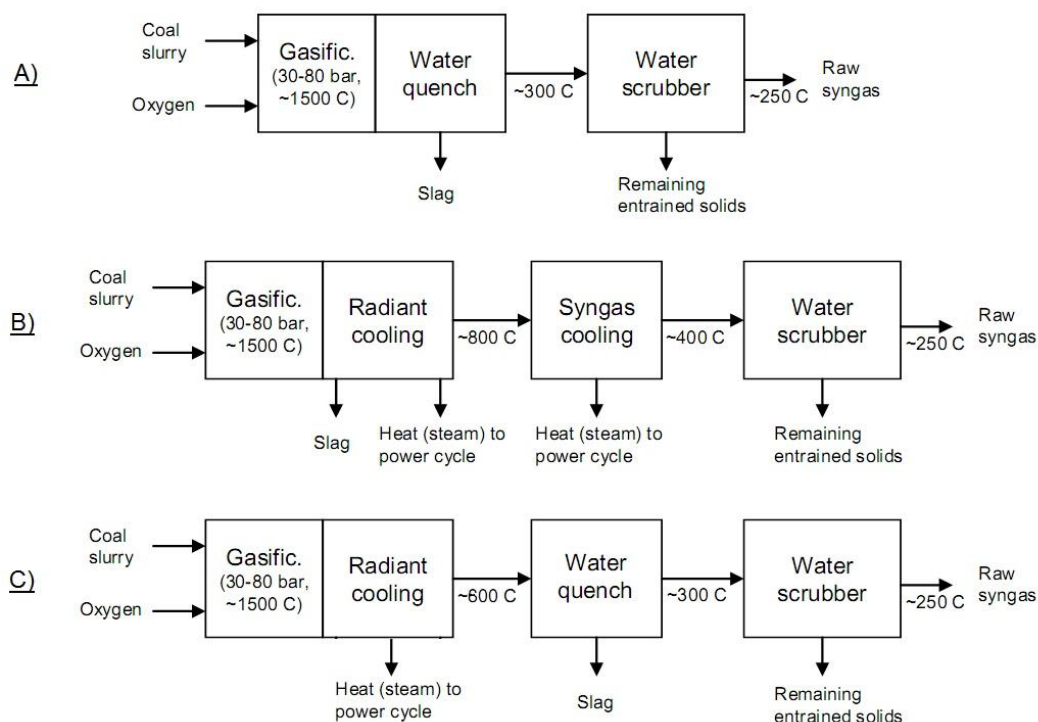 A)
Coal
slurry
Oxygen
Gasific.
(30-80 bar,
~1500 C)
Water
quench
~300 C
Water
scrubber
~250 C
Raw
syngas
Slag
Remaining
entrained solids
B)
Coal
slurry
Oxygen
Gasific.
(30-80 bar,
~1500 C)
Radiant
cooling
~800 C
Syngas
cooling
~400 C
Water
scrubber
~250 C
Raw
syngas
Slag
Heat (steam) to
power cycle
Heat (steam) to
power cycle
Remaining
entrained solids
C)
Coal
slurry
Oxygen
Gasific.
(30-80 bar,
~1500 C)
Radiant
cooling
~600 C
Water
quench
~300 C
Water
scrubber
~250 C
Raw
syngas
Heat (steam) to
power cycle
Slag
Remaining
entrained solids